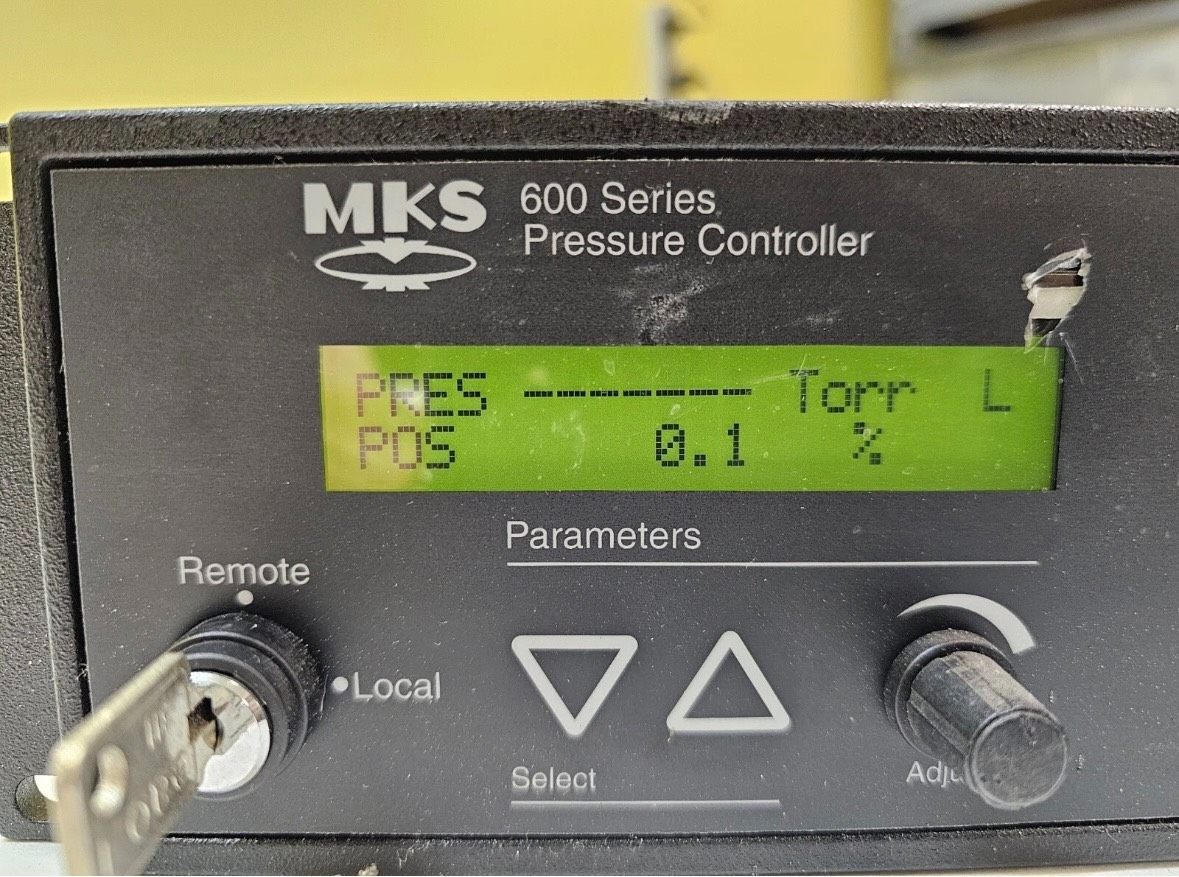 MKS
600 Series
Pressure Controller
PRES ------- Torr L
POS 0.1 %
Parameters
Remote
Local
Select